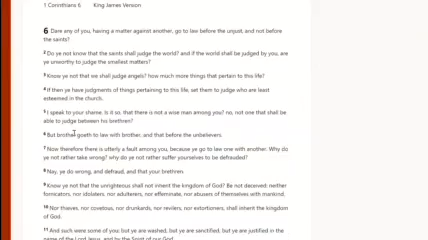 1 Corinthians 6 King James Version
6 Dare any of you, having a matter against another, go to law before the unjust, and not before
the saints?
2 Do ye not know that the saints shall judge the world? and if the world shall be judged by you, are
ye unworthy to judge the smallest matters?
3 Know ye not that we shall judge angels? how much more things that pertain to this life?
4 If then ye have judgments of things pertaining to this life, set them to judge who are least
esteemed in the church.
5 I speak to your shame. Is it so, that there is not a wise man among you? no, not one that shall be
able to judge between his brethren?
6 But brother goeth to law with brother, and that before the unbelievers.
7 Now therefore there is utterly a fault among you, because ye go to law one with another. Why do
ye not rather take wrong? why do ye not rather suffer yourselves to be defrauded?
8 Nay, ye do wrong, and defraud, and that your brethren.
9 Know ye not that the unrighteous shall not inherit the kingdom of God? Be not deceived: neither
fornicators, nor idolaters, nor adulterers, nor effeminate, nor abusers of themselves with mankind,
10 Nor thieves, nor covetous, nor drunkards, nor revilers, nor extortioners, shall inherit the kingdom
of God.
11 And such were some of you: but ye are washed, but ye are sanctified, but ye are justified in the
name of the Lord Jesus, and by the Spirit of our God.